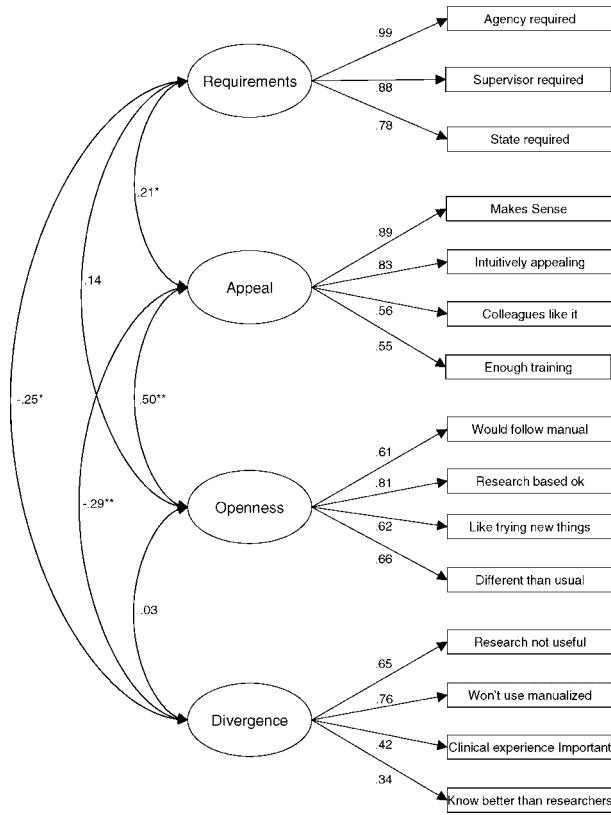 Agency required
.99
Requirements
Supervisor required
.88
.78
State required
.21*
Makes Sense
.89
Intuitively appealing
.83
.14
Appeal
Colleagues like it
.56
.55
Enough training
-.25*
.50**
Would follow manual
.61
Research based ok
.81
-.29**
Openness
Like trying new things
.62
.66
Different than usual
.03
Research not useful
.65
Won't use manualized
.76
Divergence
Clinical experience Important
.42
.34
Know better than researchers